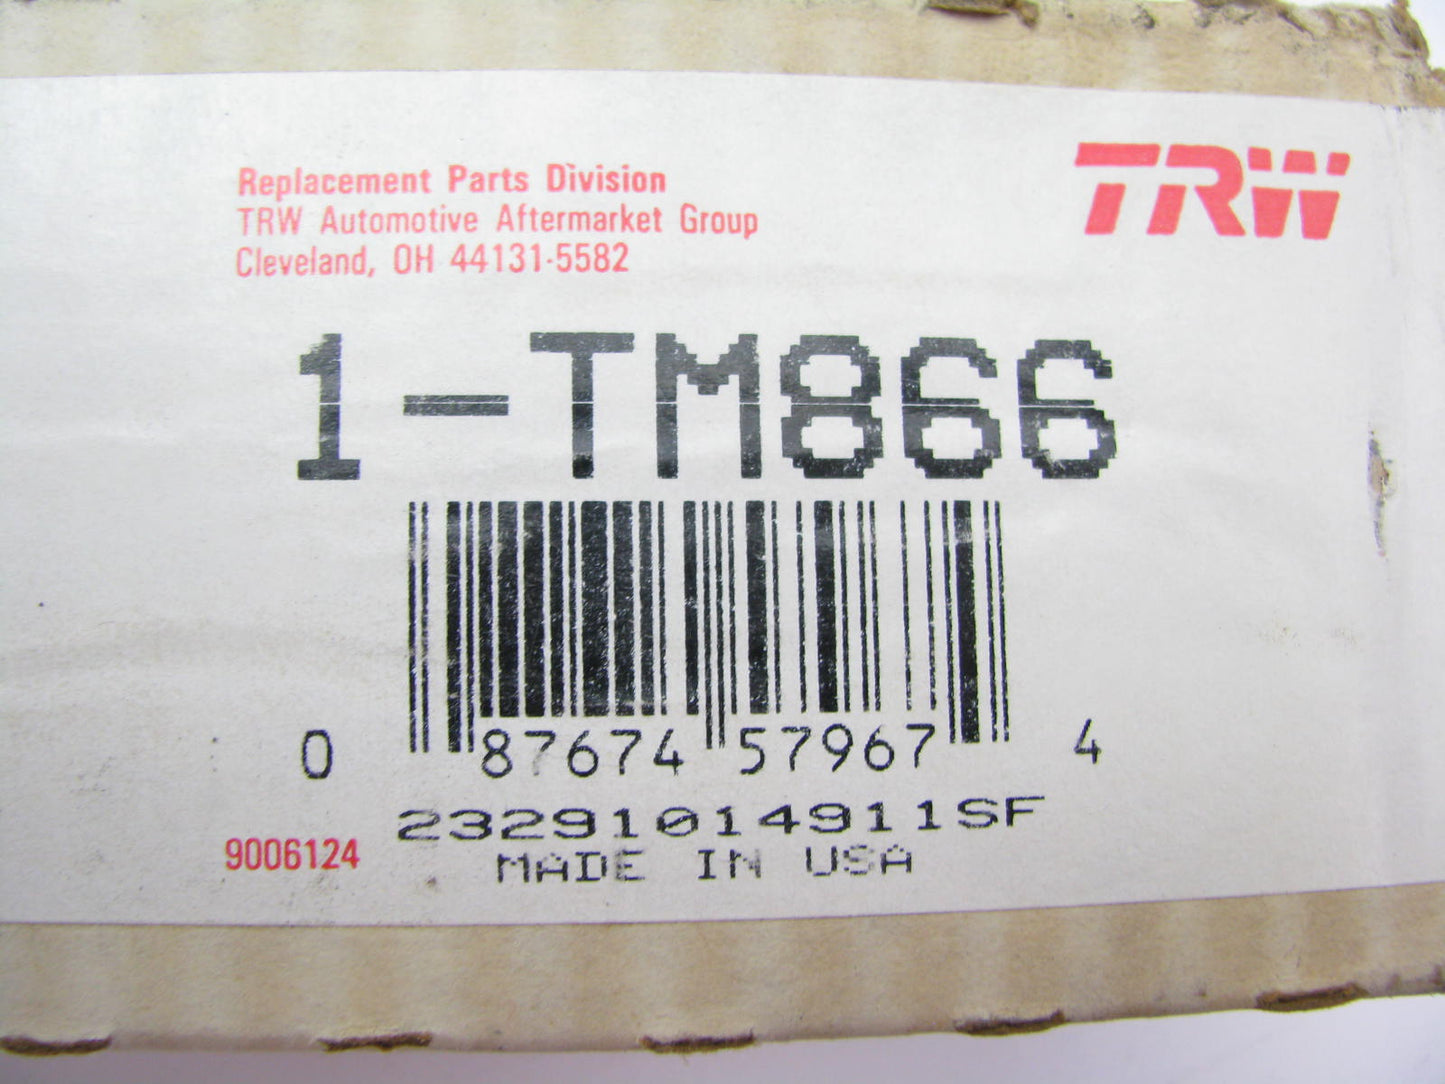 TRW
Replacement Parts Division
TRW Automotive Aftermarket Group
Cleveland, OH 44131-5582
1-TM866
0 87674 57967 4
23291014911SF
9006124
MADE IN USA